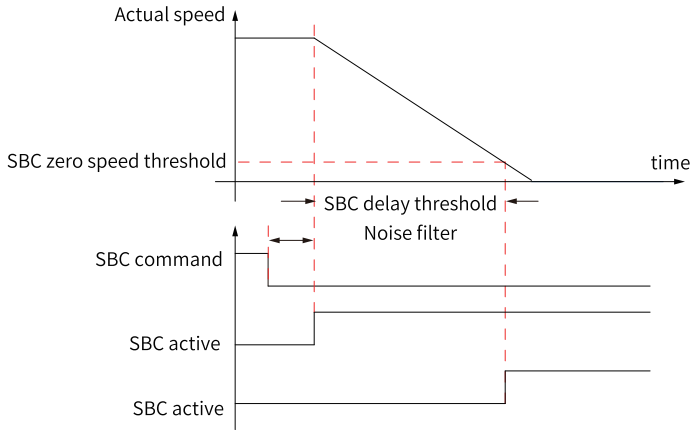 Actual speed
SBC zero speed threshold
time
SBC delay threshold
Noise filter
SBC command
SBC active
SBC active